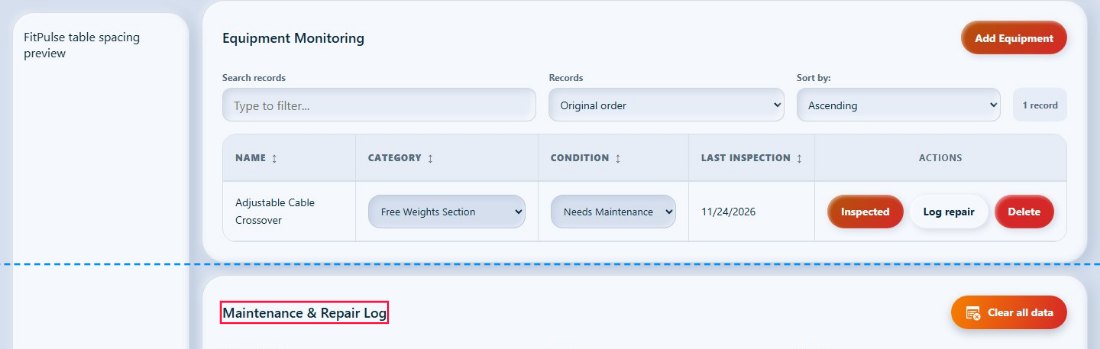 FitPulse table spacing
preview
Equipment Monitoring
Add Equipment
Search records
Records
Sort by:
Type to filter...
Original order
Ascending
1 record
NAME ↕
CATEGORY ↕
CONDITION ↕
LAST INSPECTION ↕
ACTIONS
Adjustable Cable
Crossover
Free Weights Section
Needs Maintenance
11/24/2026
Inspected
Log repair
Delete
Maintenance & Repair Log
Clear all data